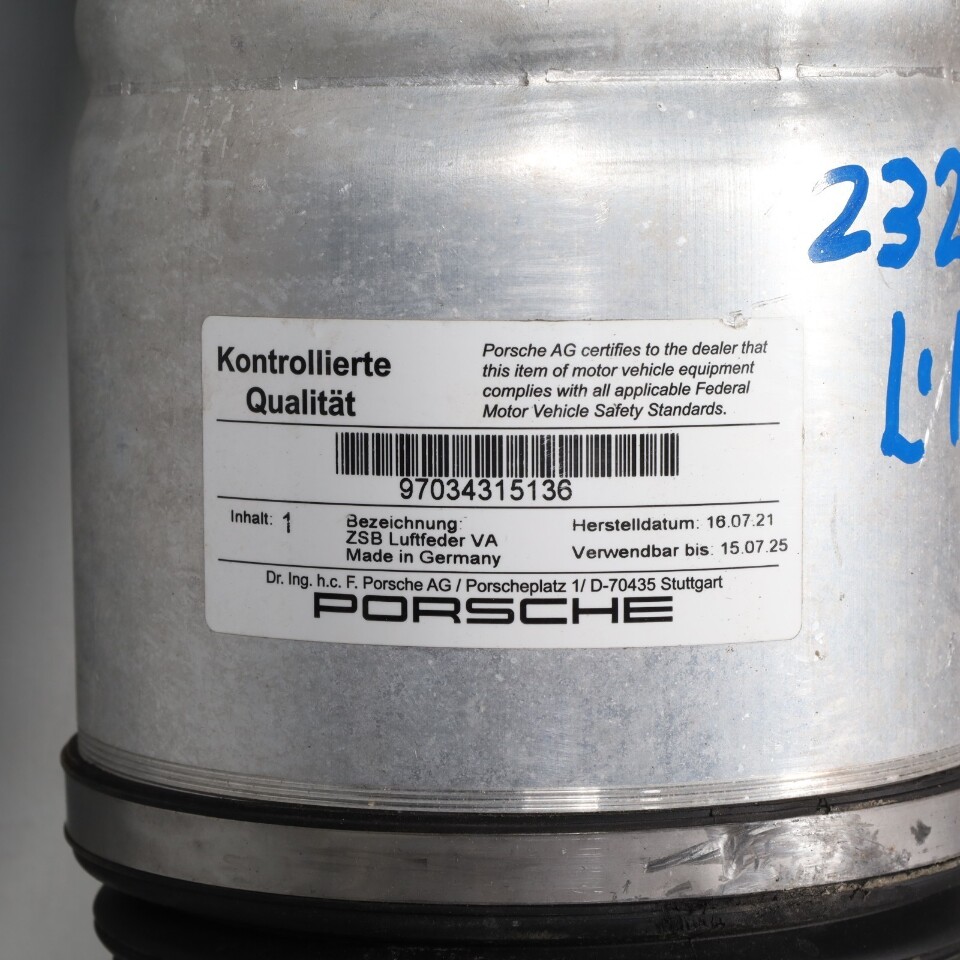 232
Kontrollierte
Qualität
Porsche AG certifies to the dealer that
this item of motor vehicle equipment
complies with all applicable Federal
Motor Vehicle Safety Standards.
97034315136
Inhalt: 1
Bezeichnung:
ZSB Luftfeder VA
Made in Germany
Herstelldatum: 16.07.21
Verwendbar bis: 15.07.25
Dr. Ing. h.c. F. Porsche AG / Porscheplatz 1/ D-70435 Stuttgart
PORSCHE